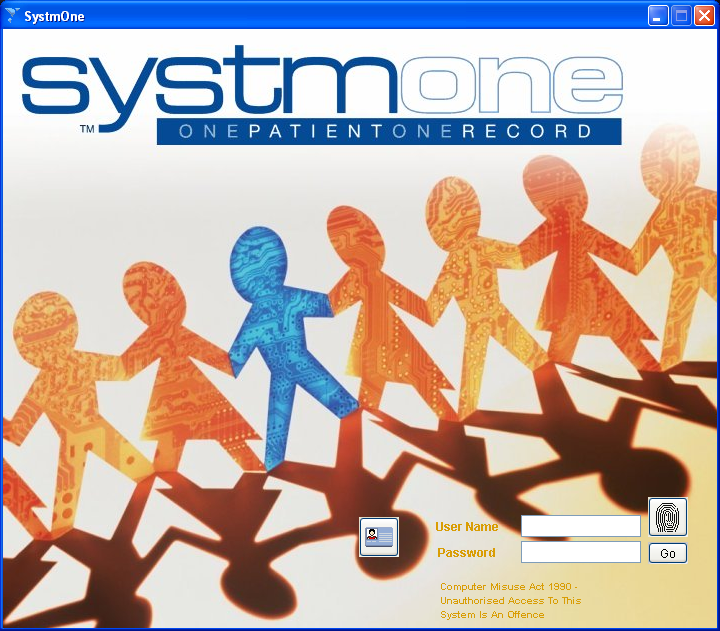 SystmOne
systmone
TM
ONEPATIENTONERECORD
User Name
Password
Go
Computer Misuse Act 1990 -
Unauthorised Access To This
System Is An Offence